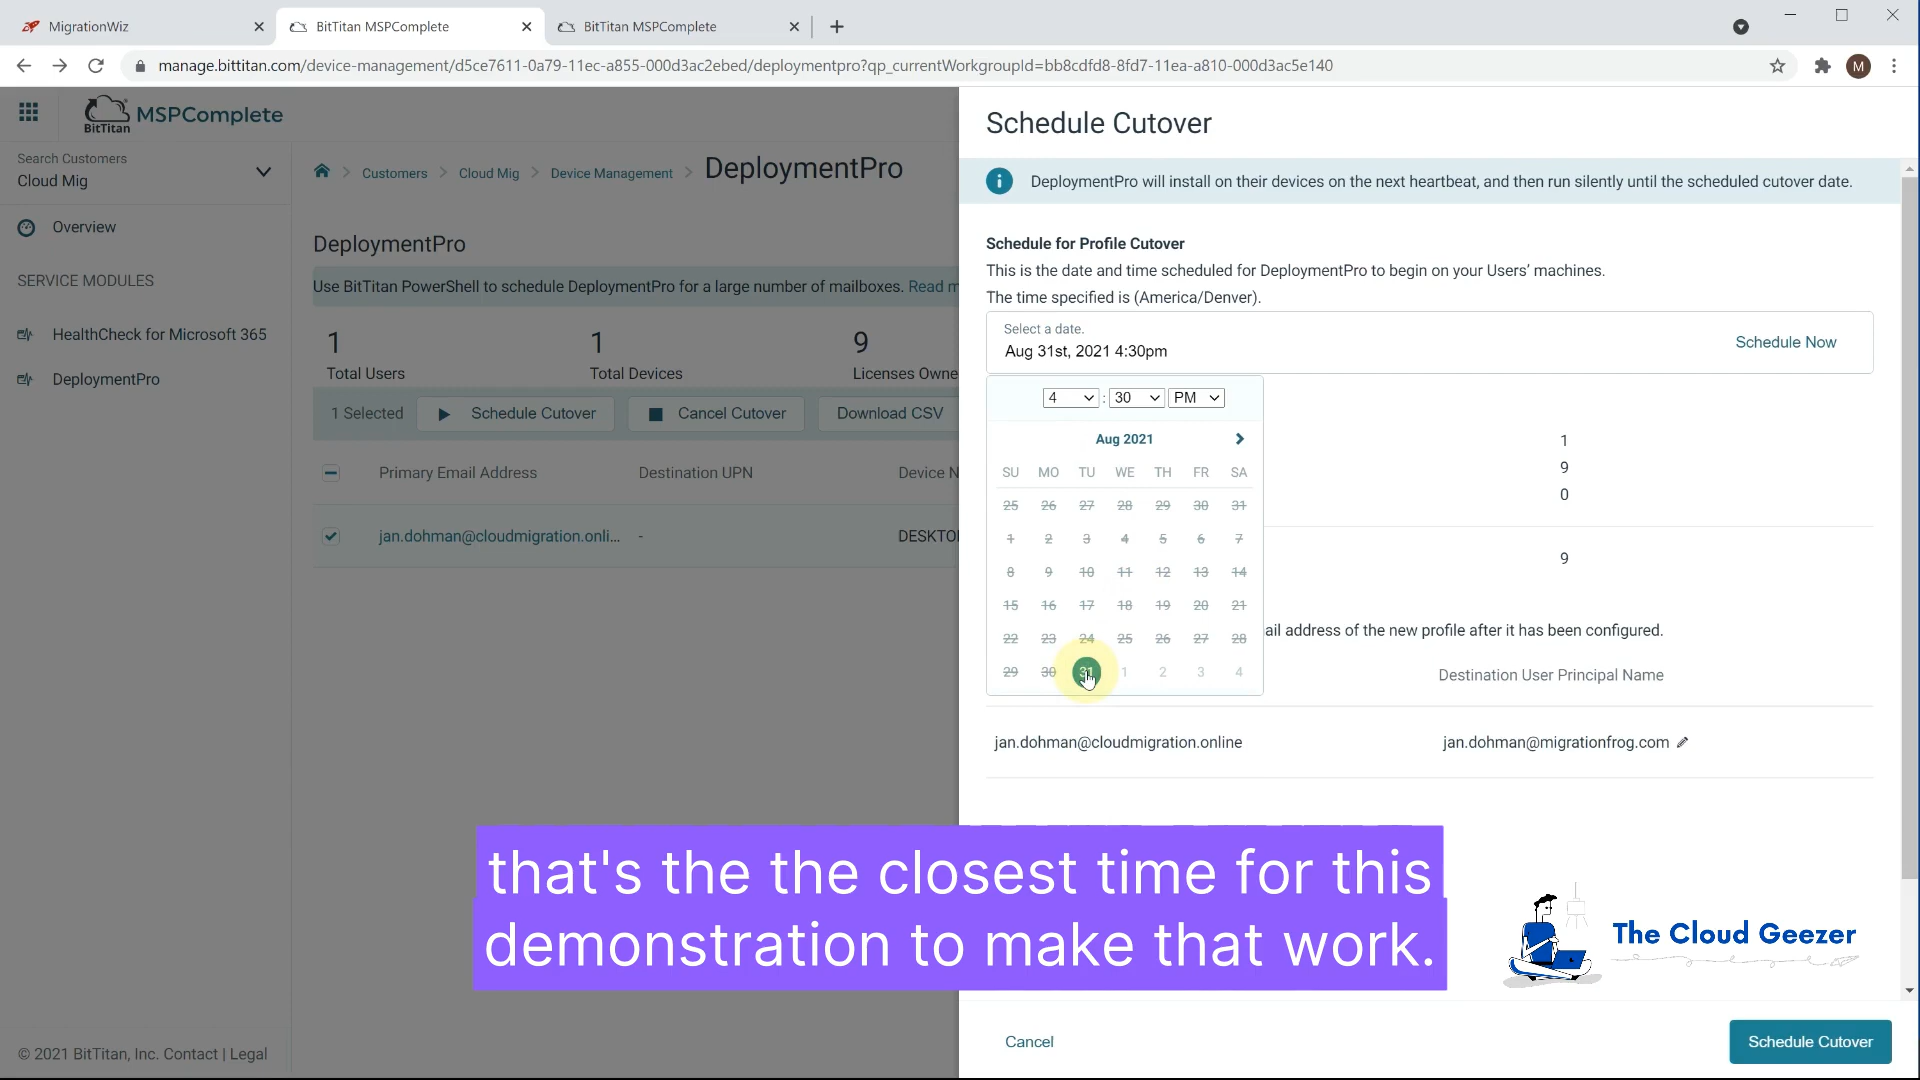 MigrationWiz
BitTitan MSPComplete
BitTitan MSPComplete
manage.bittitan.com/device-management/d5ce7611-0a79-11ec-a855-000d3ac2ebed/deploymentpro?qp_currentWorkgroupId=bb8cdfd8-8fd7-11ea-a810-000d3ac5e140
M
BitTitan MSPComplete
Search Customers
Cloud Mig
Overview
SERVICE MODULES
HealthCheck for Microsoft 365
DeploymentPro
© 2021 BitTitan, Inc. Contact | Legal
Customers
Cloud Mig
Device Management
DeploymentPro
DeploymentPro
Use BitTitan PowerShell to schedule DeploymentPro for a large number of mailboxes. Read m
1
Total Users
1
Total Devices
9
Licenses Owne
1 Selected
Schedule Cutover
Cancel Cutover
Download CSV
Primary Email Address
Destination UPN
Device N
jan.dohman@cloudmigration.onli...
-
DESKTO
Schedule Cutover
DeploymentPro will install on their devices on the next heartbeat, and then run silently until the scheduled cutover date.
Schedule for Profile Cutover
This is the date and time scheduled for DeploymentPro to begin on your Users' machines.
The time specified is (America/Denver).
Select a date.
Aug 31st, 2021 4:30pm
Schedule Now
4 : 30 PM
Aug 2021
SU MO TU WE TH FR SA
25 26 27 28 29 30 31
1 2 3 4 5 6 7
8 9 10 11 12 13 14
15 16 17 18 19 20 21
22 23 24 25 26 27 28
29 30 31 1 2 3 4
1
9
0
9
ail address of the new profile after it has been configured.
Destination User Principal Name
jan.dohman@cloudmigration.online
jan.dohman@migrationfrog.com
that's the the closest time for this
demonstration to make that work.
The Cloud Geezer
Cancel
Schedule Cutover